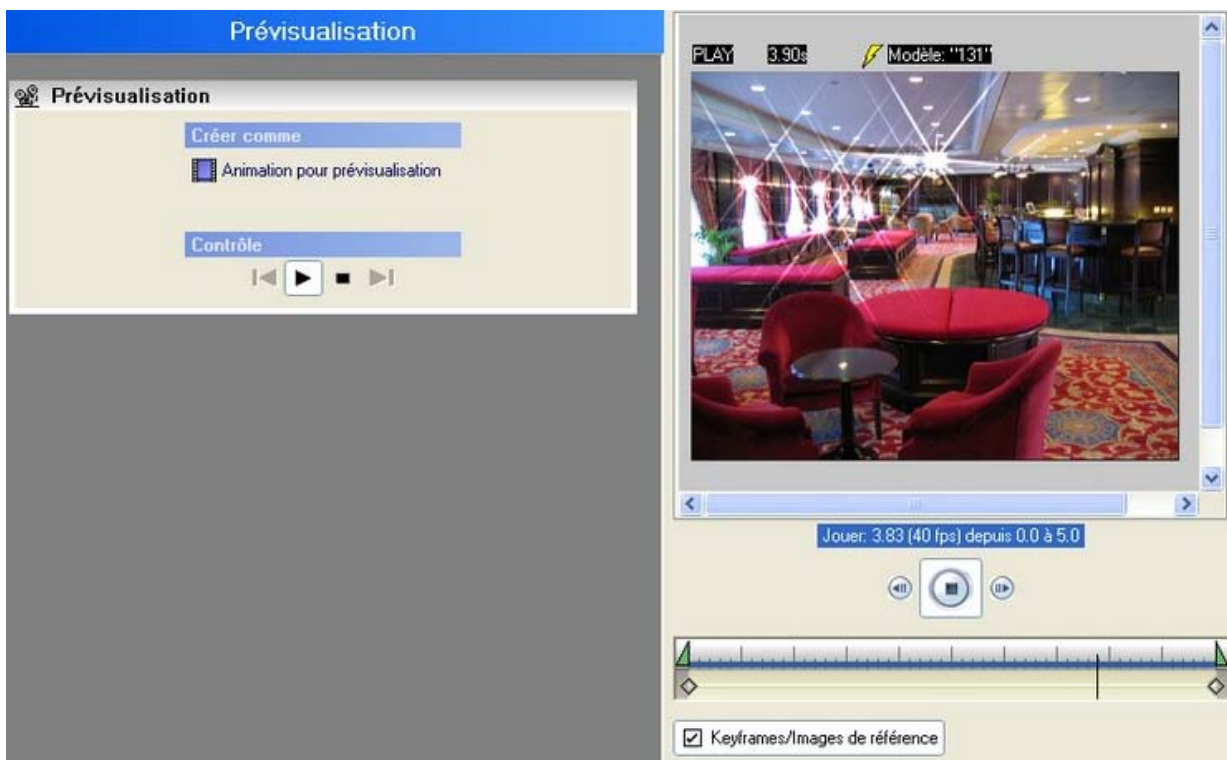 Prévisualisation
Prévisualisation
Créer comme
Animation pour prévisualisation
Contrôle
PLAY 3.90s Modèle: "131"
Jouer: 3.83 (40 fps) depuis 0.0 à 5.0
Keyframes/Images de référence